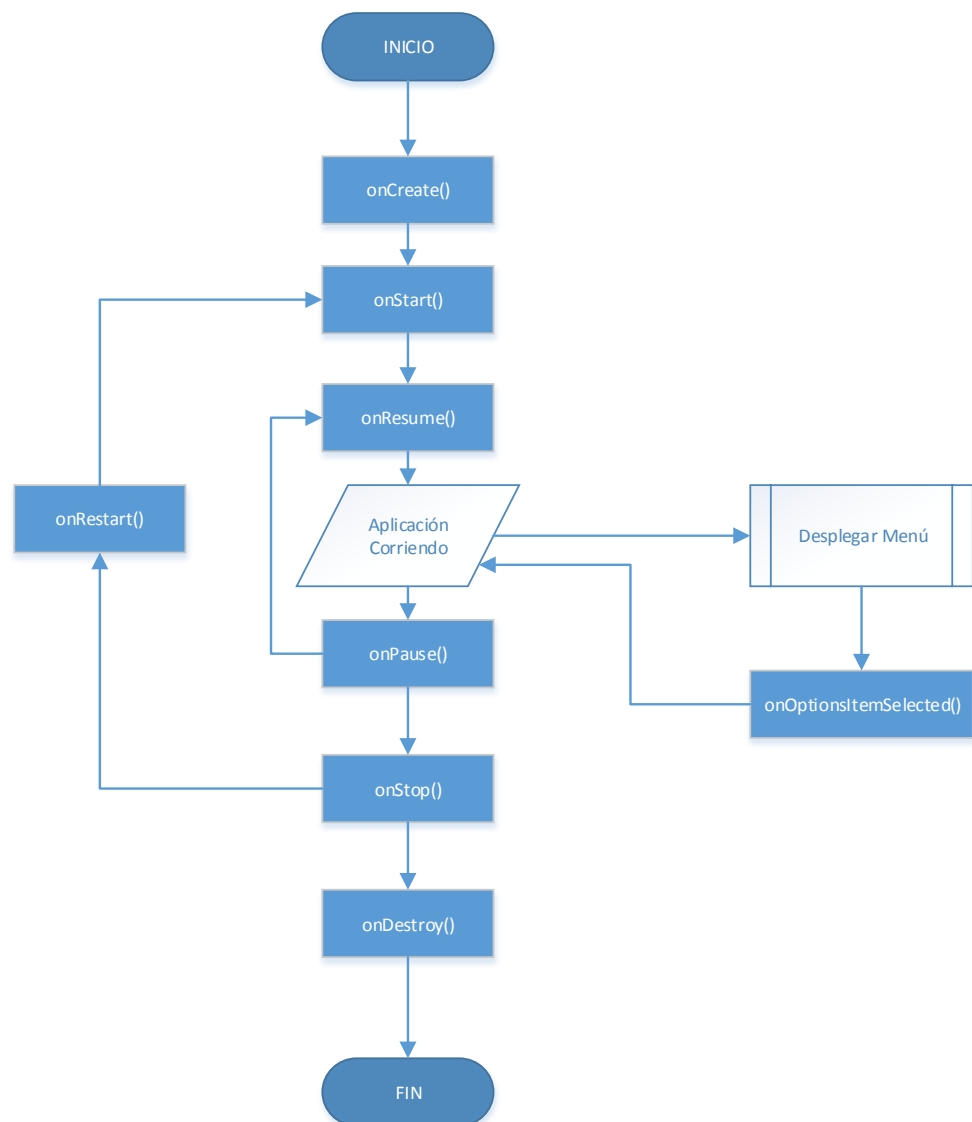 INICIO
onCreate()
onStart()
onResume()
onRestart()
Aplicación
Corriendo
Desplegar Menú
onPause()
onOptionsItemSelected()
onStop()
onDestroy()
FIN